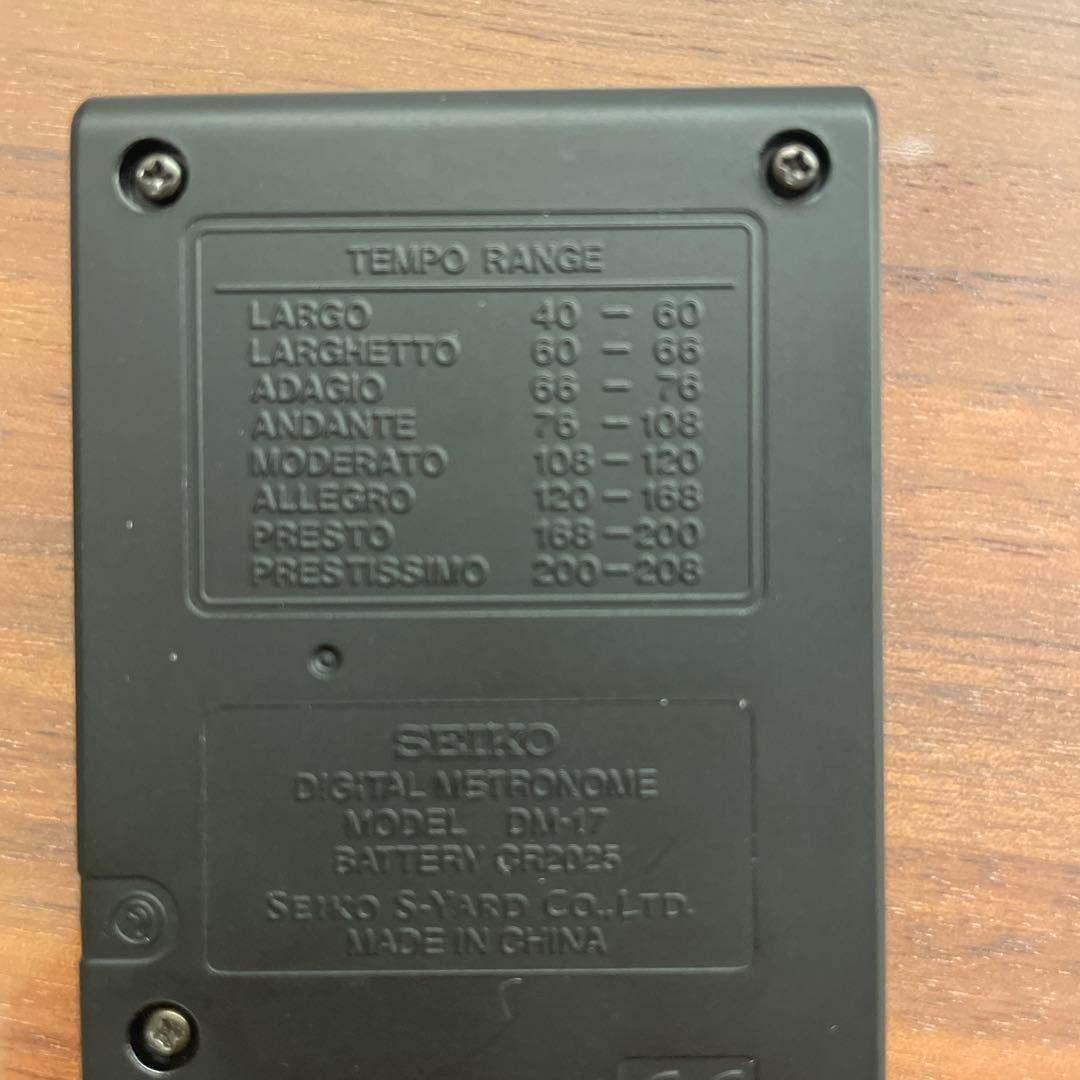 TEMPO RANGE
LARGO 40 – 60
LARGHETTO 60 – 66
ADAGIO 66 – 76
ANDANTE 76 – 108
MODERATO 108 – 120
ALLEGRO 120 – 168
PRESTO 168 – 200
PRESTISSIMO 200 – 208
SEIKO
DIGITAL METRONOME
MODEL DM-17
BATTERY CR2025
SEIKO S-YARD CO.,LTD.
MADE IN CHINA